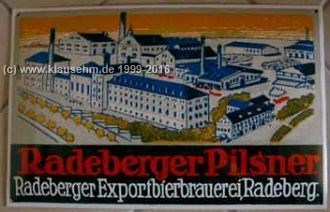 (c) www.klausehm.de 1999-2016
Radeberger Pilsner
Radeberger Exportbierbrauerei, Radeberg.